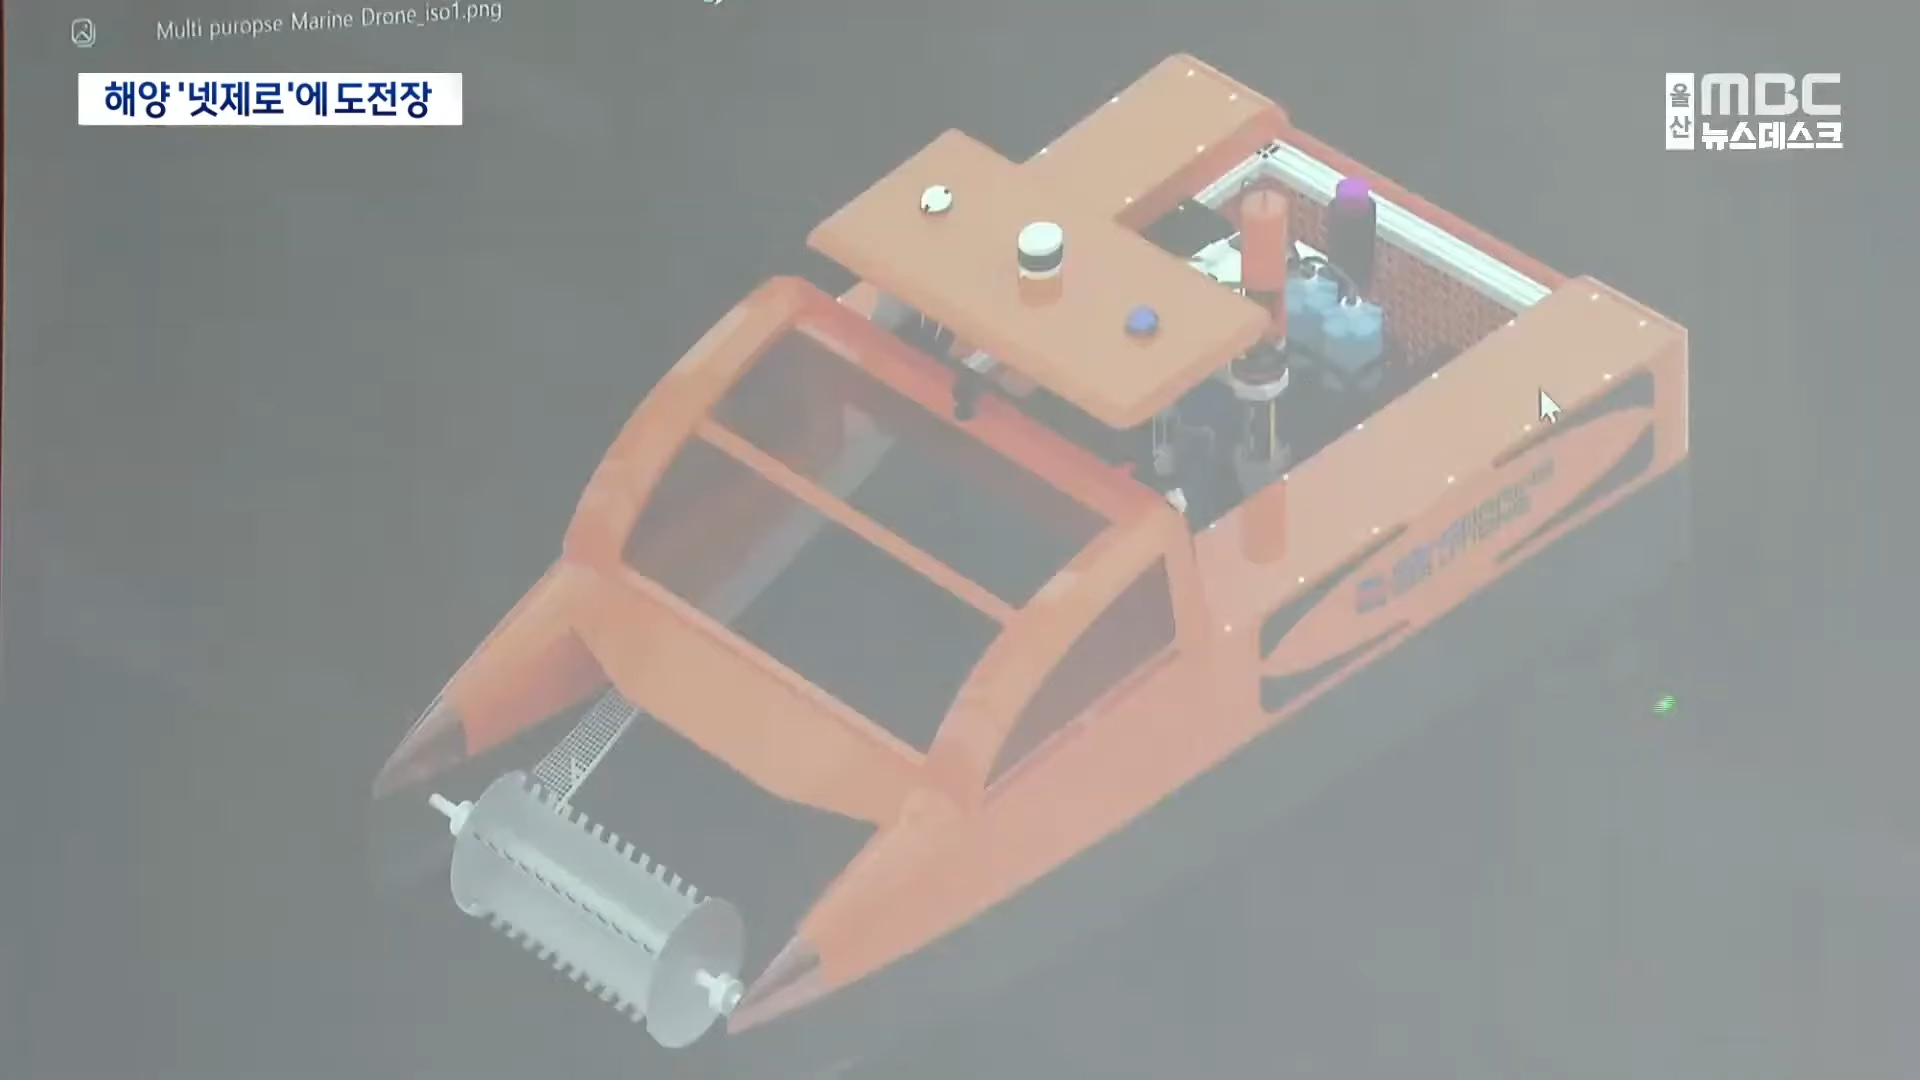 Multi puropse Marine Drone_iso1.png
해양 '넷제로'에 도전장
울산
MBC
뉴스데스크